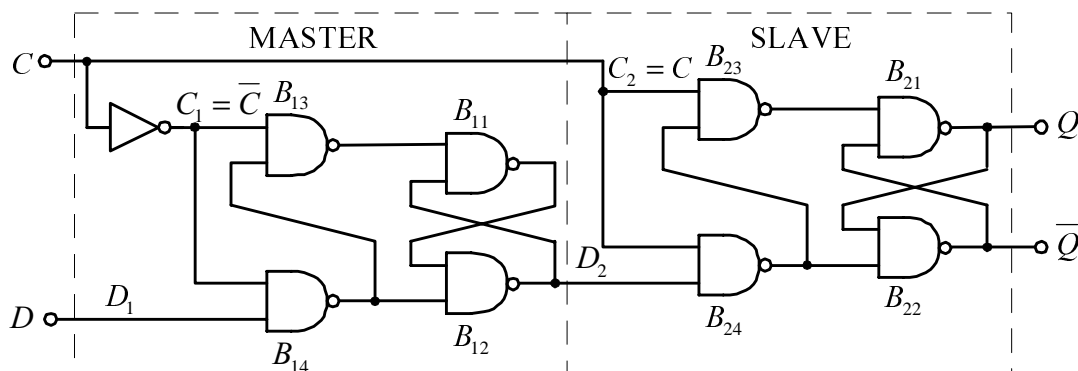 MASTER
SLAVE
C
C₁ = C̅
B₁₃
B₁₁
C₂ = C
B₂₃
B₂₁
Q
D
D₁
B₁₄
B₁₂
D₂
B₂₄
B₂₂
Q̅